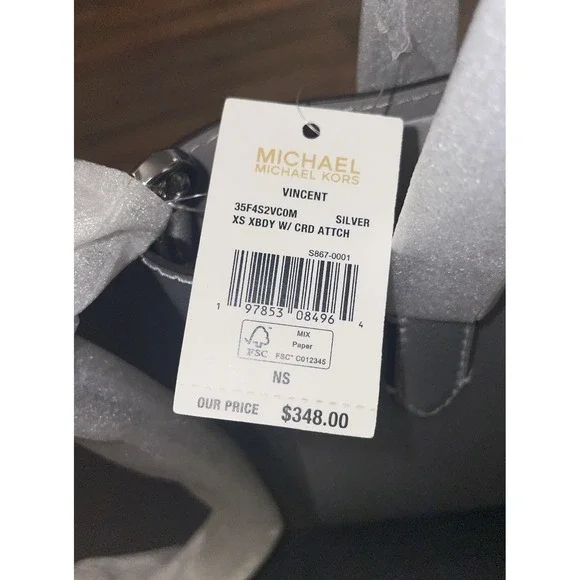 MICHAEL
MICHAEL KORS
VINCENT
35F4S2VC0M SILVER
XS XBDY W/ CRD ATTCH
S867-0001
1 97853 08496 4
FSC
MIX
Paper
FSC® C012345
NS
OUR PRICE $348.00